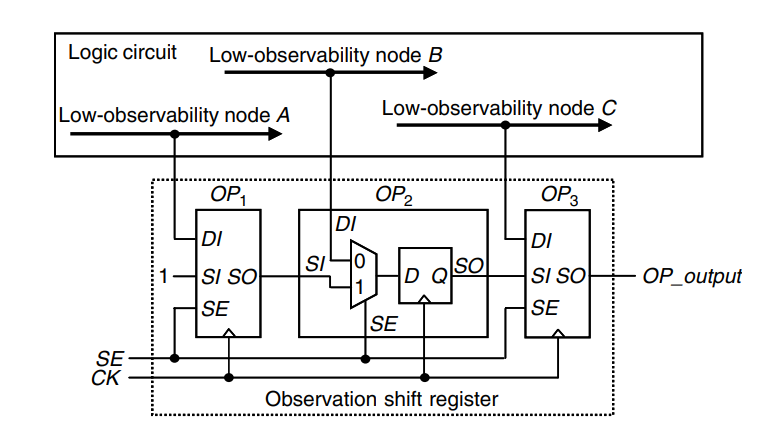 Logic circuit
Low-observability node B
Low-observability node A
Low-observability node C
OP1
OP2
OP3
DI
DI
DI
0
1
SI
1
SI SO
D Q
SO
SI SO
OP_output
SE
SE
SE
SE
CK
Observation shift register